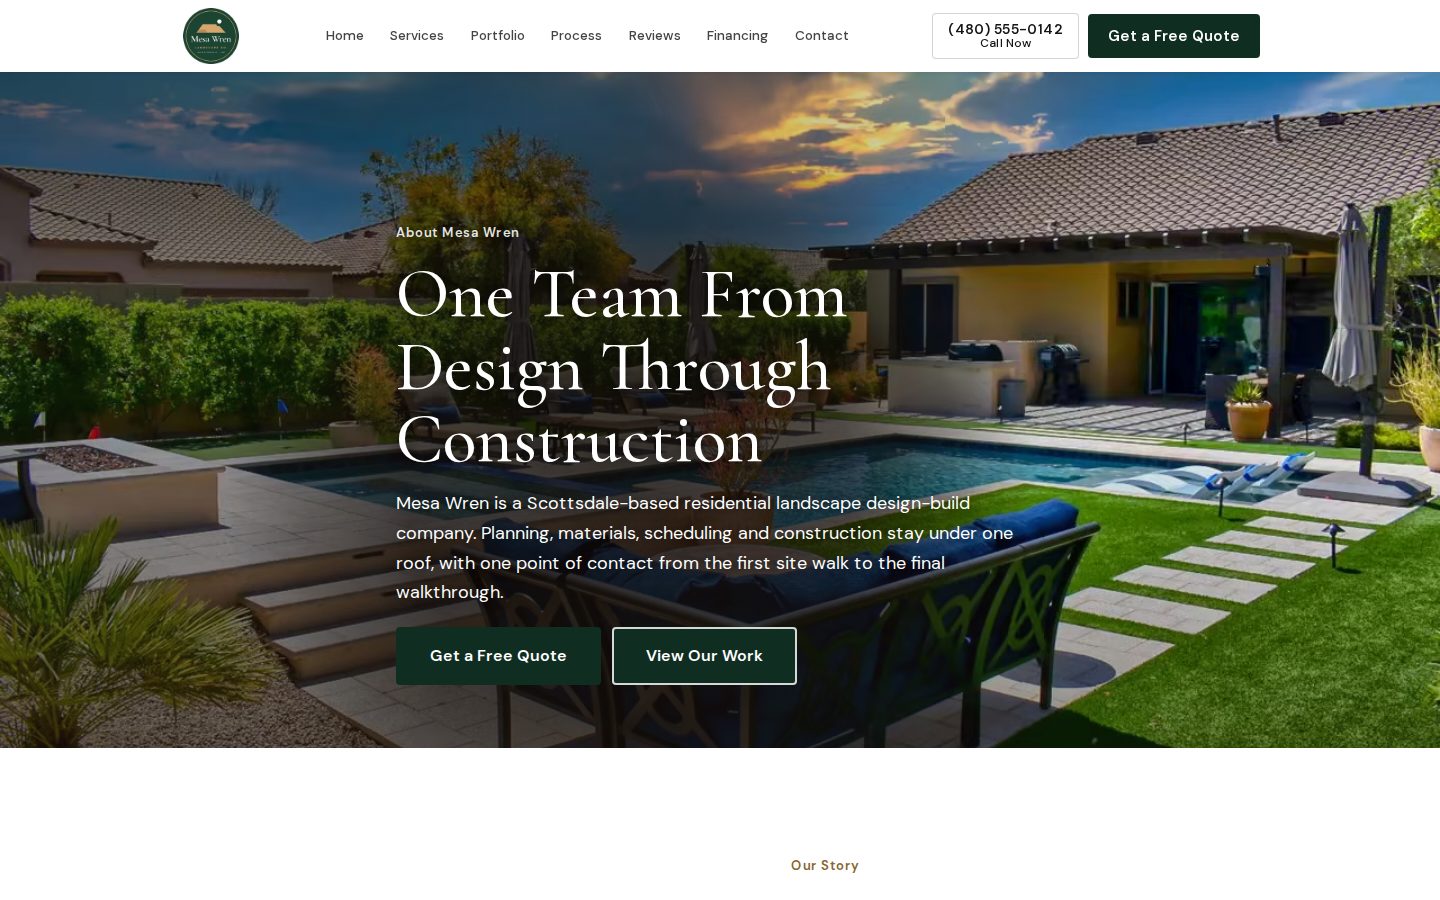 Mesa Wren
Home
Services
Portfolio
Process
Reviews
Financing
Contact
(480) 555-0142
Call Now
Get a Free Quote
About Mesa Wren
One Team From
Design Through
Construction
Mesa Wren is a Scottsdale-based residential landscape design-build
company. Planning, materials, scheduling and construction stay under one
roof, with one point of contact from the first site walk to the final
walkthrough.
Get a Free Quote
View Our Work
Our Story